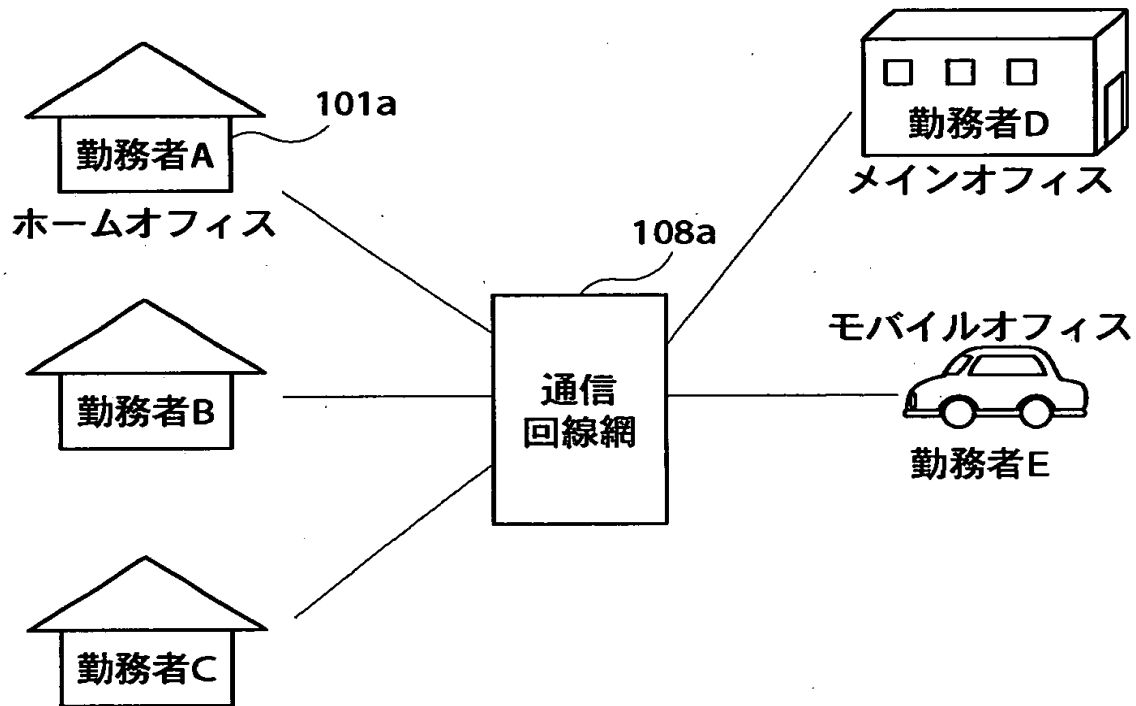 勤務者A
101a
ホームオフィス
勤務者B
勤務者C
108a
通信
回線網
勤務者D
メインオフィス
モバイルオフィス
勤務者E